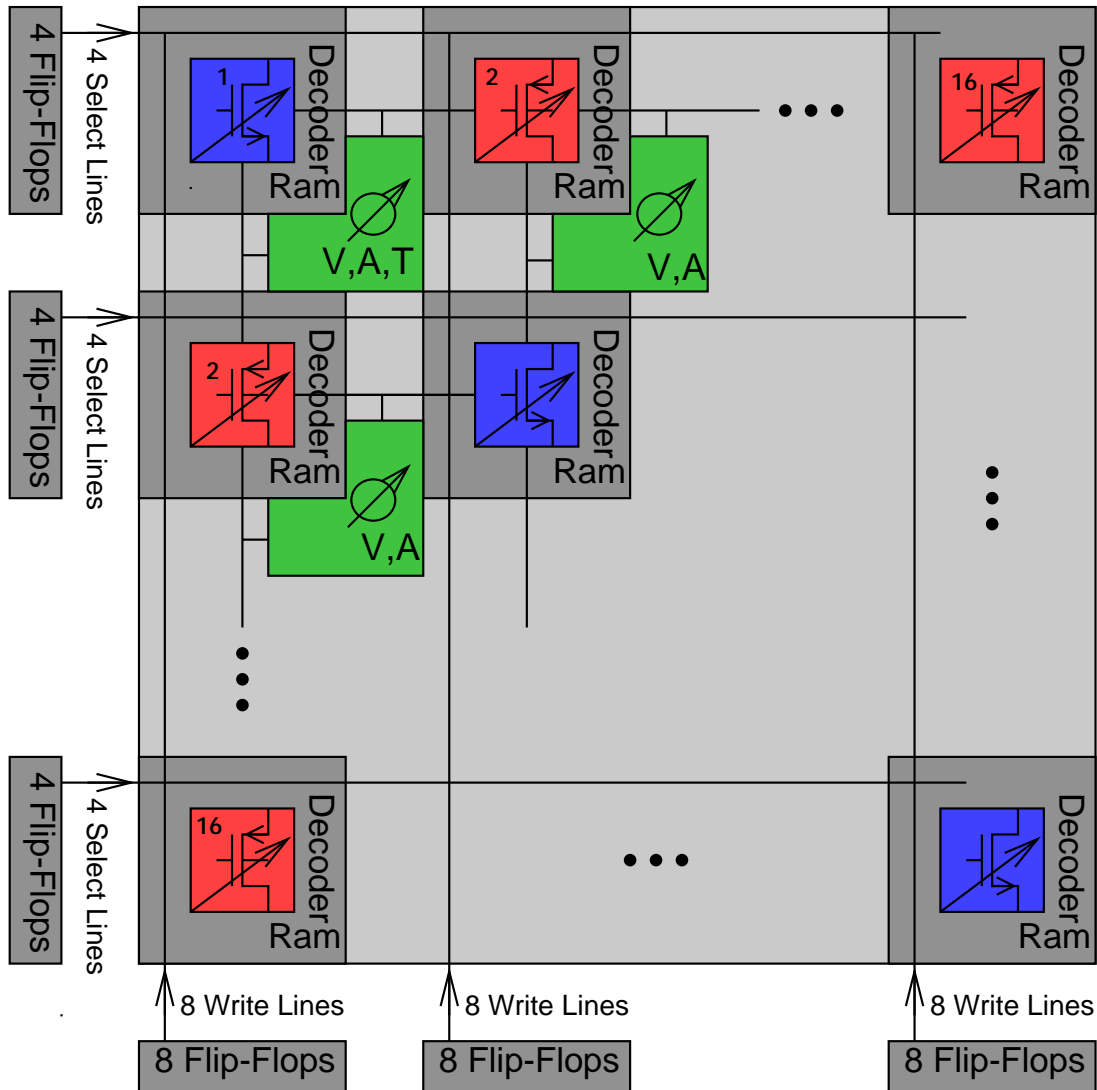 4 Flip-Flops
4 Select Lines
1
Decoder
Ram
2
Decoder
Ram
16
Decoder
Ram
V,A,T
V,A
4 Flip-Flops
4 Select Lines
2
Decoder
Ram
Decoder
Ram
V,A
4 Flip-Flops
4 Select Lines
16
Decoder
Ram
Decoder
Ram
8 Write Lines
8 Write Lines
8 Write Lines
8 Flip-Flops
8 Flip-Flops
8 Flip-Flops